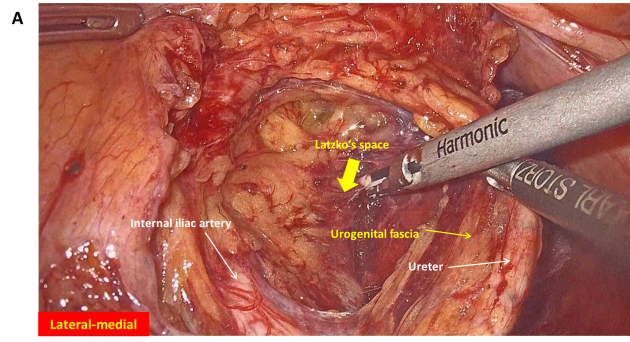 A
Harmonic
Latzko's space
KARL STORZ
Internal iliac artery
Urogenital fascia
Ureter
Lateral-medial